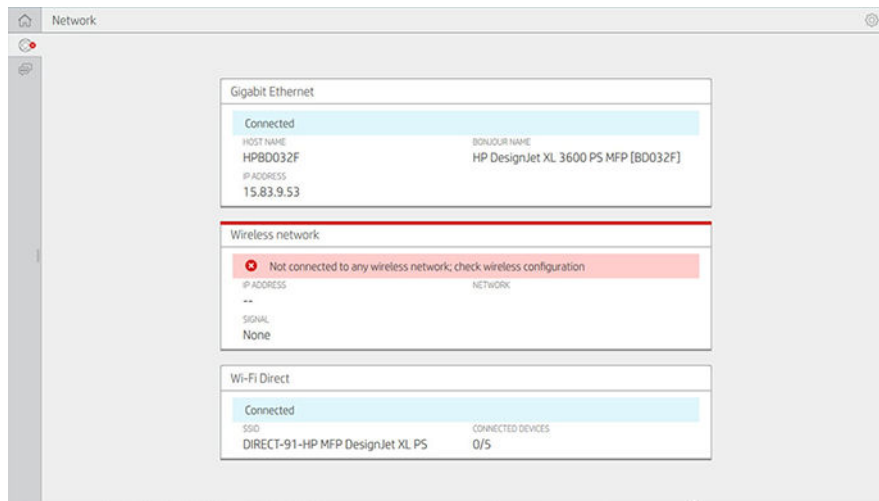 Network
Gigabit Ethernet
Connected
HOST NAME BONJOUR NAME
HPBD032F HP DesignJet XL 3600 PS MFP [BD032F]
IP ADDRESS
15.83.9.53
Wireless network
Not connected to any wireless network; check wireless configuration
IP ADDRESS NETWORK
--
SIGNAL
None
Wi-Fi Direct
Connected
SSID CONNECTED DEVICES
DIRECT-91-HP MFP DesignJet XL PS 0/5